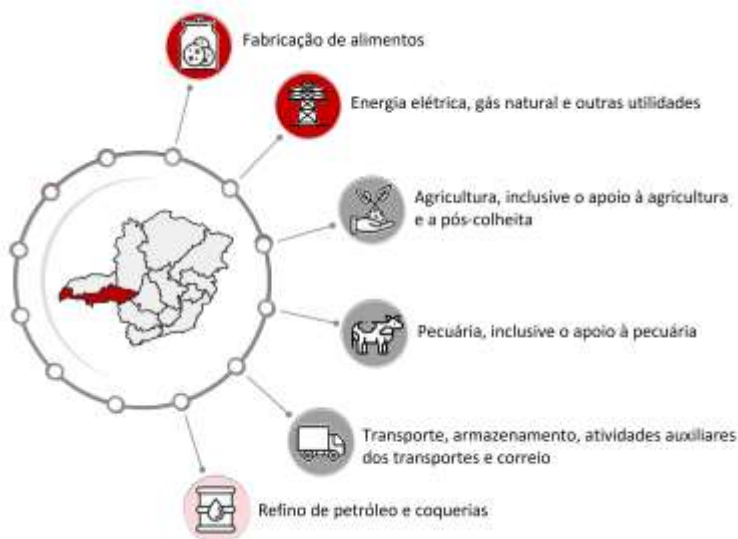 Fabricação de alimentos
Energia elétrica, gás natural e outras utilidades
Agricultura, inclusive o apoio à agricultura
e a pós-colheita
Pecuária, inclusive o apoio à pecuária
Transporte, armazenamento, atividades auxiliares
dos transportes e correio
Refino de petróleo e coquerias